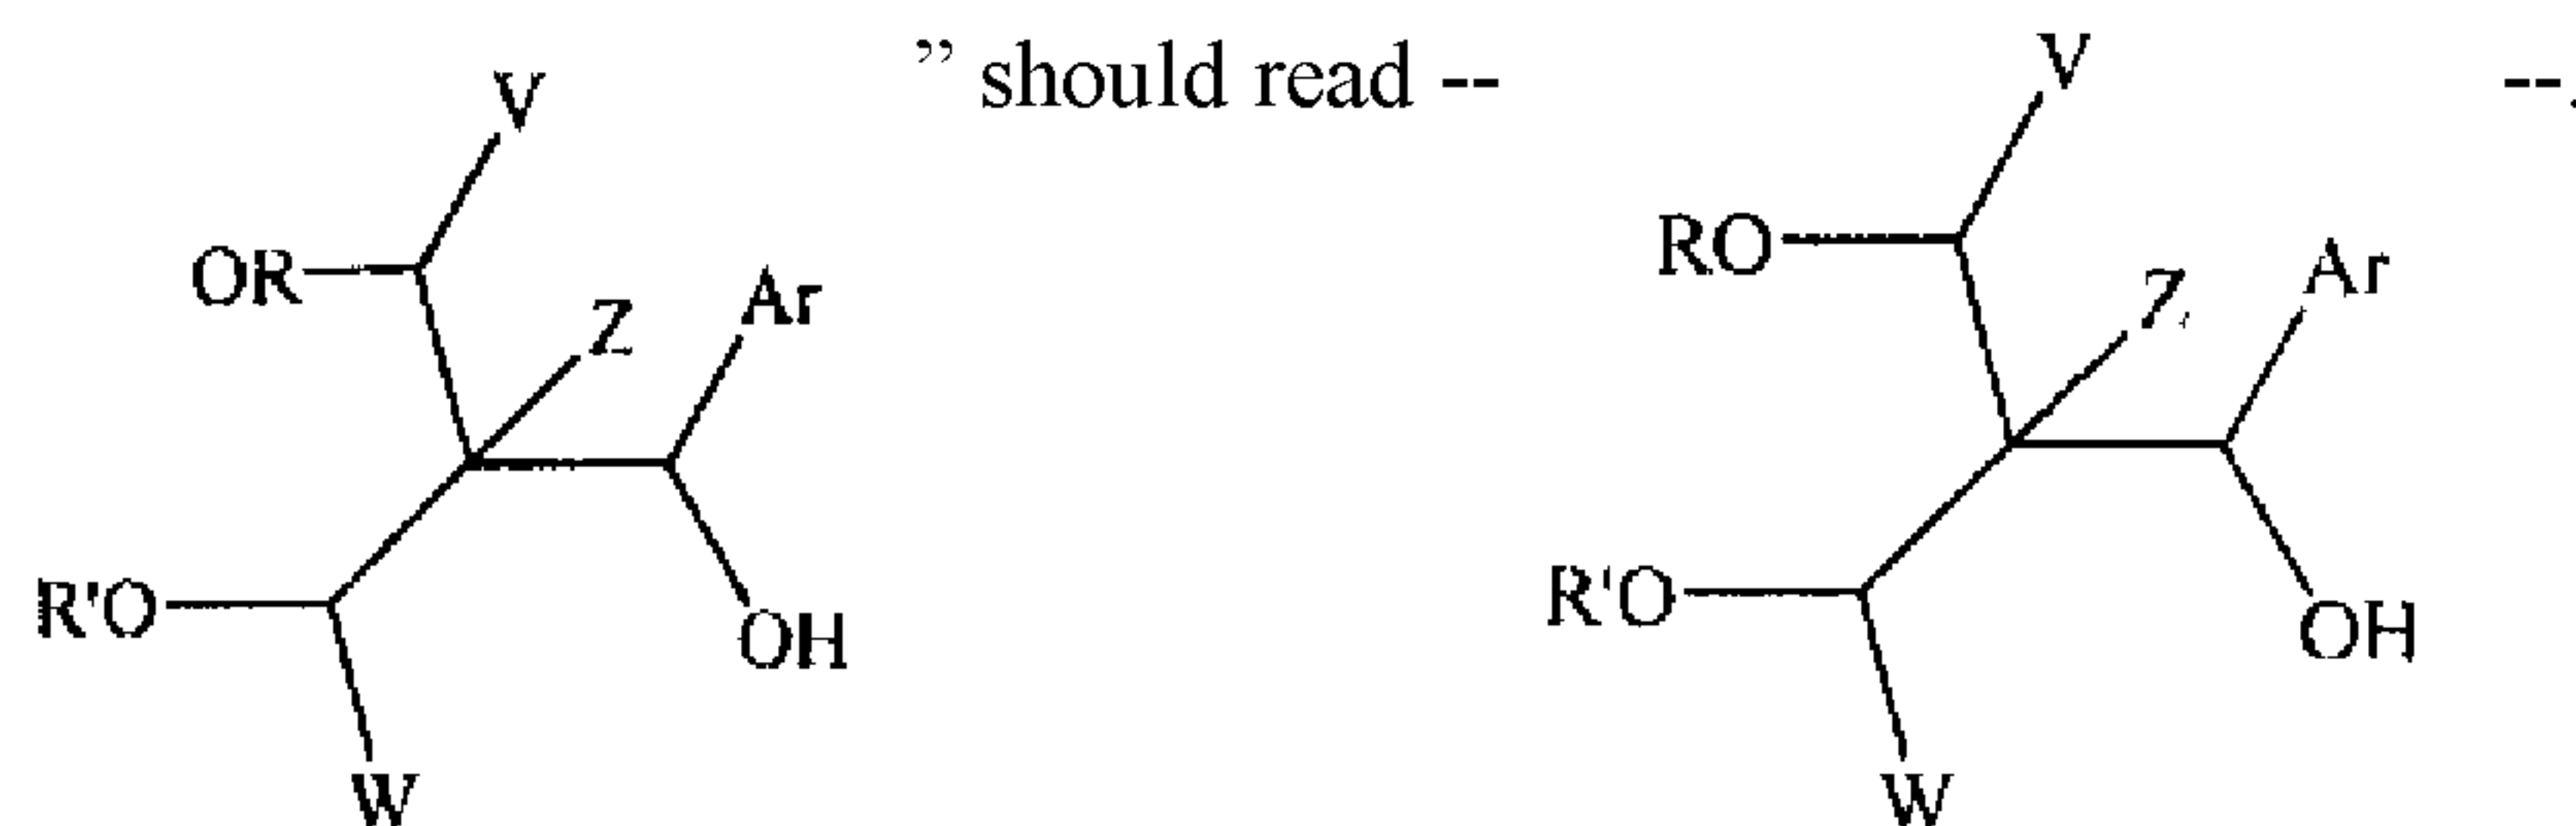 V ” should read -- V --.
OR Z Ar RO Z Ar
R'O OH R'O OH
W W